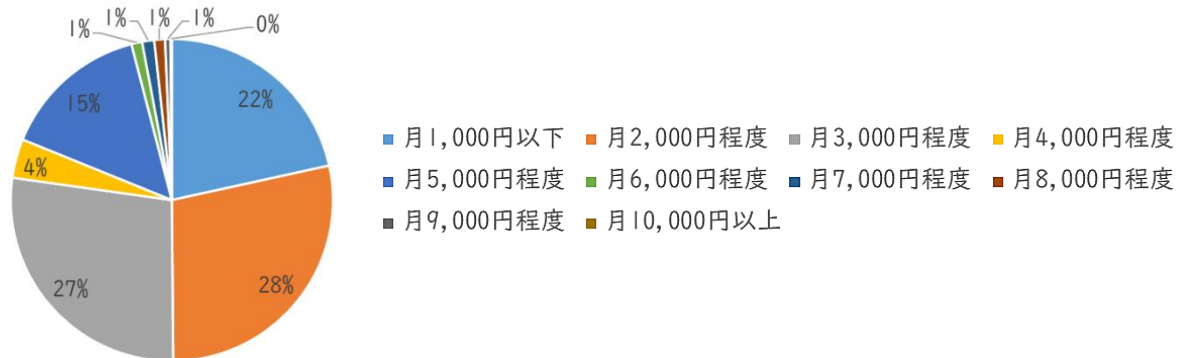 1% 1% 1% 1% 0%
15% 22%
4%
27% 28%
月1,000円以下 月2,000円程度 月3,000円程度 月4,000円程度
月5,000円程度 月6,000円程度 月7,000円程度 月8,000円程度
月9,000円程度 月10,000円以上